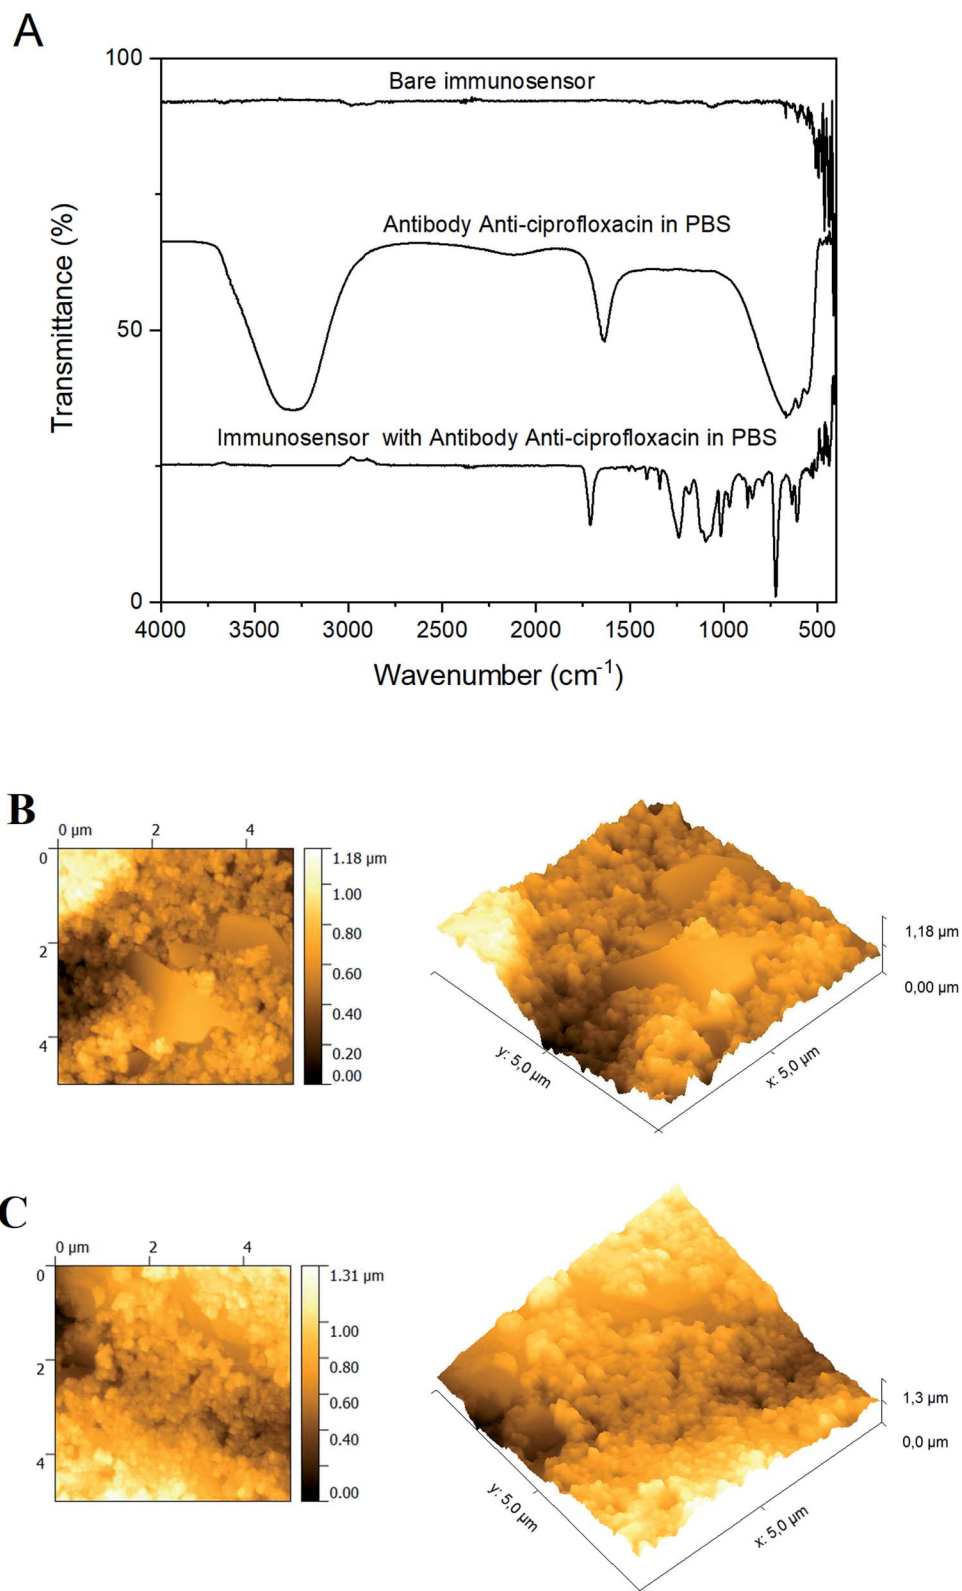 A
100
Bare immunosensor
Antibody Anti-ciprofloxacin in PBS
50
Immunosensor with Antibody Anti-ciprofloxacin in PBS
0
Transmittance (%)
4000 3500 3000 2500 2000 1500 1000 500
Wavenumber (cm-1)
B
0 µm 2 4
0
2
4
1.18 µm
1.00
0.80
0.60
0.40
0.20
0.00
1,18 µm
0,00 µm
y: 5,0 µm
x: 5,0 µm
C
0 µm 2 4
0
2
4
1.31 µm
1.00
0.80
0.60
0.40
0.00
1,3 µm
0,0 µm
y: 5,0 µm
x: 5,0 µm